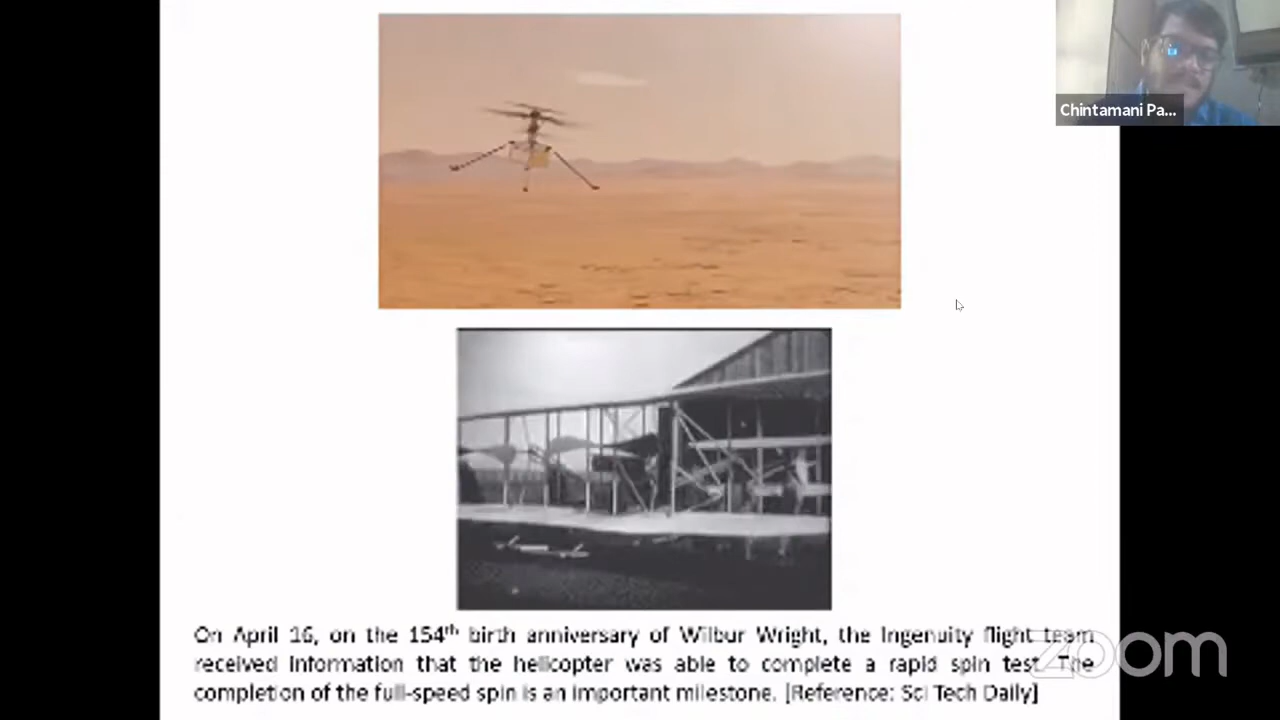 Chintamani Pa...
On April 16, on the 154th birth anniversary of Wilbur Wright, the Ingenuity flight team
received information that the helicopter was able to complete a rapid spin test. The
completion of the full-speed spin is an important milestone. [Reference: Sci Tech Daily]
zoom